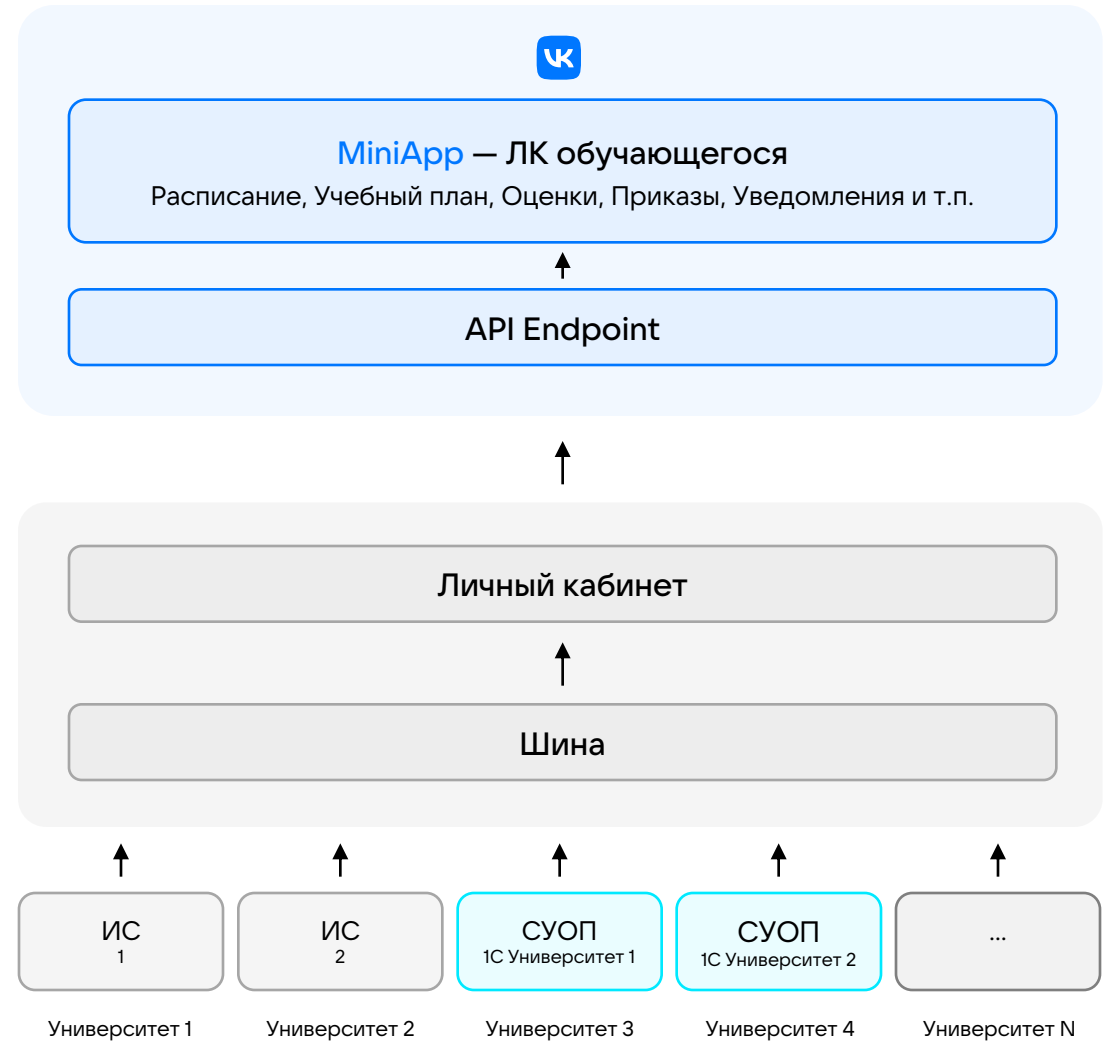 VK
MiniApp — ЛК обучающегося
Расписание, Учебный план, Оценки, Приказы, Уведомления и т.п.
API Endpoint
Личный кабинет
Шина
ИС
1
ИС
2
СУОП
1С Университет 1
СУОП
1С Университет 2
...
Университет 1
Университет 2
Университет 3
Университет 4
Университет N